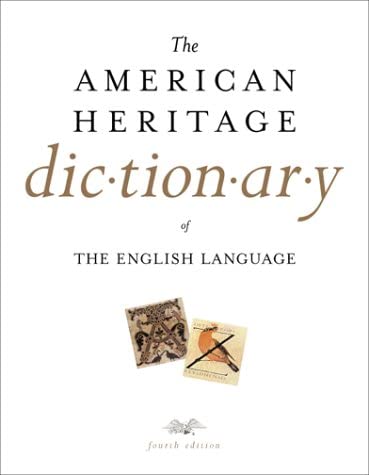 The
AMERICAN
HERITAGE
dic·tion·ar·y
of
THE ENGLISH LANGUAGE
fourth edition